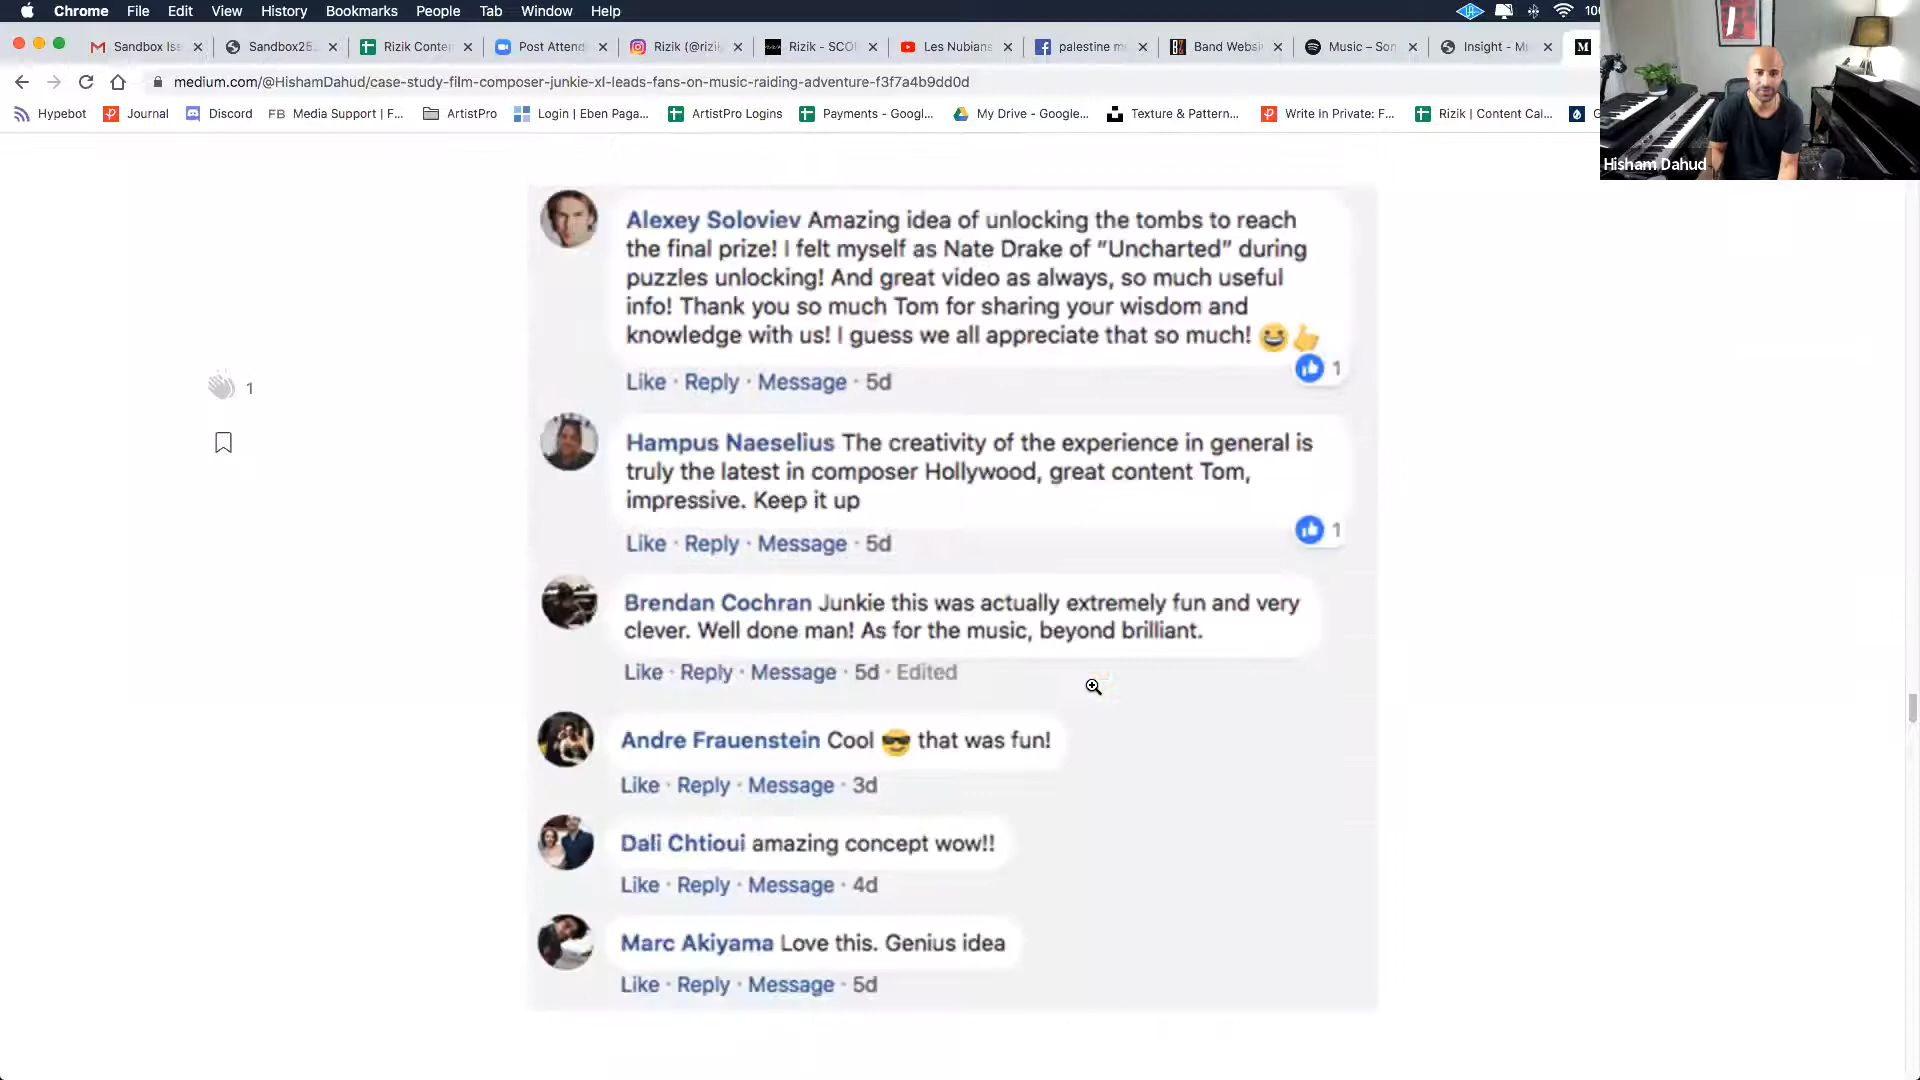 Chrome File Edit View History Bookmarks People Tab Window Help
Sandbox Iss Sandbox25. Rizik Conter Post Attend Rizik (@rizi Rizik - SCO Les Nubians palestine m Band Websi Music – Son Insight - M
medium.com/@HishamDahud/case-study-film-composer-junkie-xl-leads-fans-on-music-raiding-adventure-f3f7a4b9dd0d
Hypebot Journal Discord FB Media Support | F... ArtistPro Login | Eben Paga... ArtistPro Logins Payments - Googl... My Drive - Google... Texture & Pattern... Write In Private: F... Rizik | Content Cal...
Hisham Dahud
Alexey Soloviev Amazing idea of unlocking the tombs to reach
the final prize! I felt myself as Nate Drake of “Uncharted” during
puzzles unlocking! And great video as always, so much useful
info! Thank you so much Tom for sharing your wisdom and
knowledge with us! I guess we all appreciate that so much! 😀👍
1
Like · Reply · Message · 5d
1
Hampus Naeselius The creativity of the experience in general is
truly the latest in composer Hollywood, great content Tom,
impressive. Keep it up
1
Like · Reply · Message · 5d
Brendan Cochran Junkie this was actually extremely fun and very
clever. Well done man! As for the music, beyond brilliant.
Like · Reply · Message · 5d · Edited
Andre Frauenstein Cool 😎 that was fun!
Like · Reply · Message · 3d
Dali Chtioui amazing concept wow!!
Like · Reply · Message · 4d
Marc Akiyama Love this. Genius idea
Like · Reply · Message · 5d